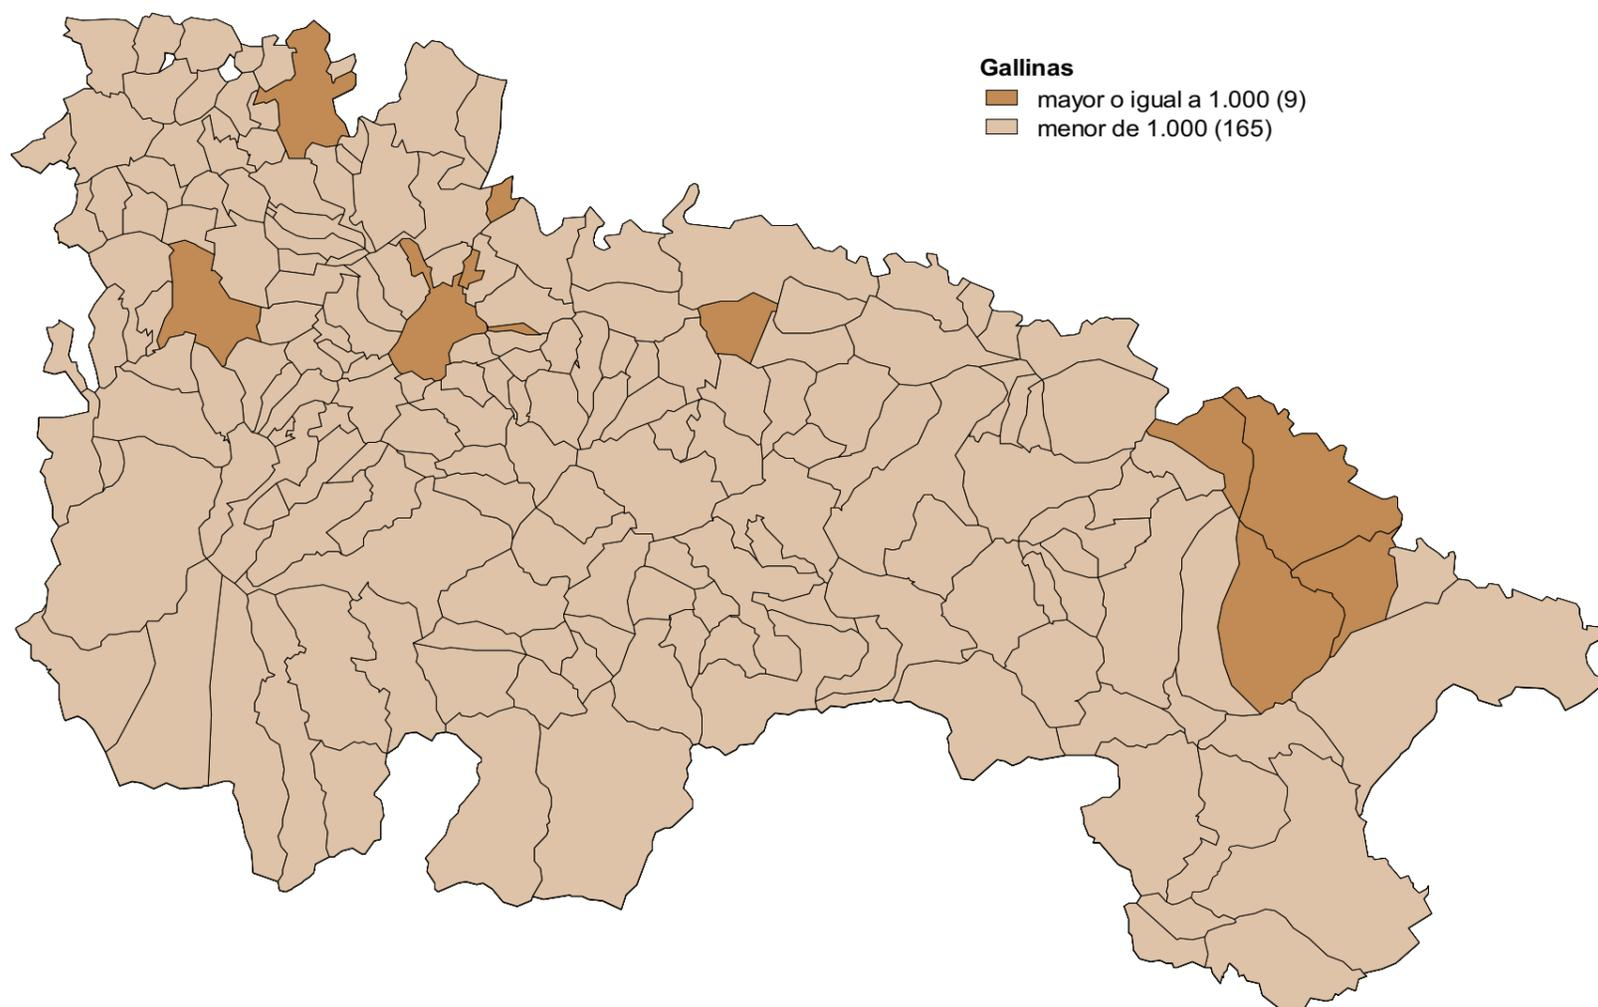 Gallinas
mayor o igual a 1.000 (9)
menor de 1.000 (165)